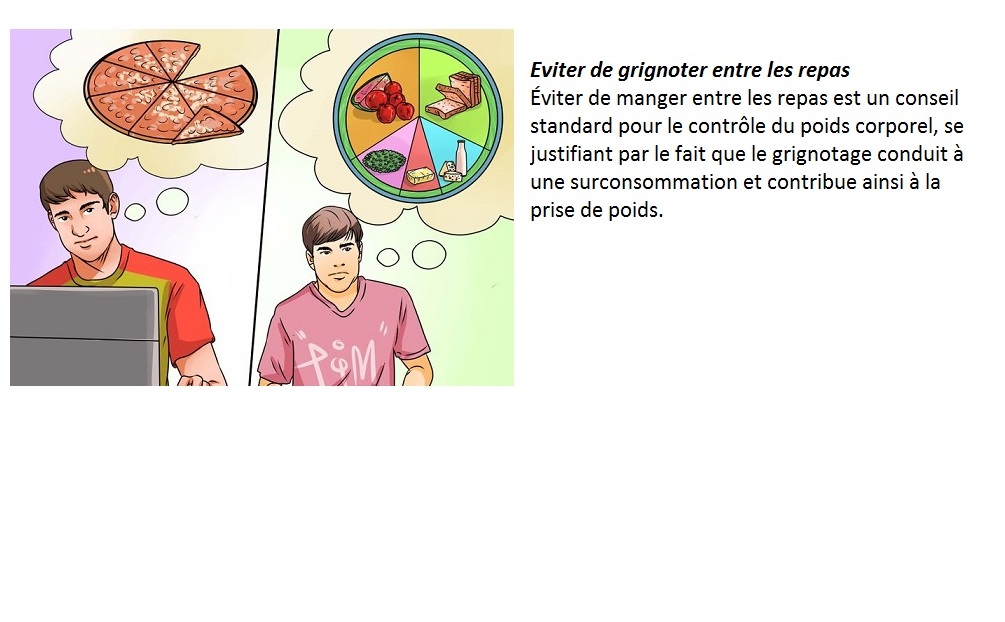 Eviter de grignoter entre les repas
Éviter de manger entre les repas est un conseil
standard pour le contrôle du poids corporel, se
justifiant par le fait que le grignotage conduit à
une surconsommation et contribue ainsi à la
prise de poids.